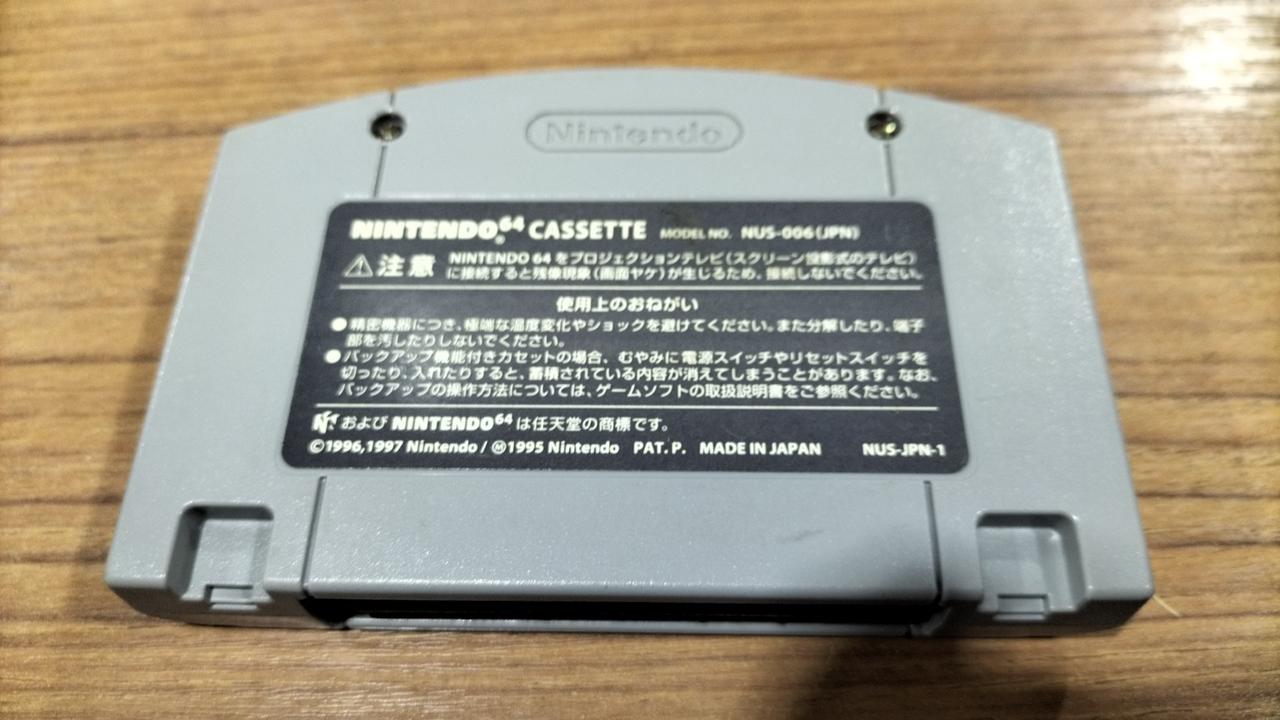 Nintendo
NINTENDO64 CASSETTE MODEL NO. NUS-006(JPN)
⚠注意 NINTENDO 64 をプロジェクションテレビ(スクリーン投影式のテレビ)
に接続すると残像現象(画面ヤケ)が生じるため、接続しないでください。
使用上のおねがい
●精密機器につき、極端な温度変化やショックを避けてください。また分解したり、端子
部を汚したりしないでください。
●バックアップ機能付きカセットの場合、むやみに電源スイッチやリセットスイッチを
切ったり、入れたりすると、蓄積されている内容が消えてしまうことがあります。なお、
バックアップの操作方法については、ゲームソフトの取扱説明書をご参照ください。
および NINTENDO64 は任天堂の商標です。
©1996,1997 Nintendo / Ⓜ1995 Nintendo PAT. P. MADE IN JAPAN NUS-JPN-1